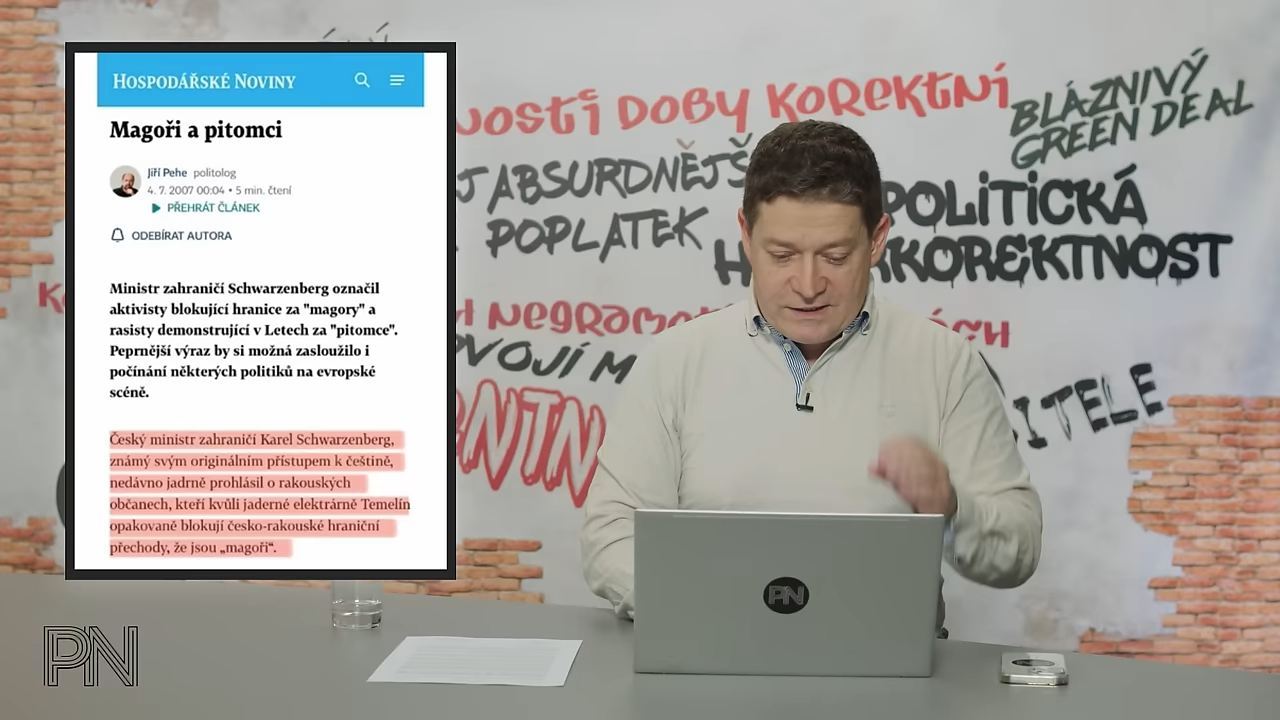 HOSPODÁŘSKÉ NOVINY
Magoři a pitomci
Jiří Pehe politolog
4. 7. 2007 00:04 • 5 min. čtení
PŘEHRÁT ČLÁNEK
ODEBÍRAT AUTORA
Ministr zahraničí Schwarzenberg označil
aktivisty blokující hranice za "magory" a
rasisty demonstrující v Letech za "pitomce".
Peprnější výraz by si možná zasloužilo i
počínání některých politiků na evropské
scéně.
Český ministr zahraničí Karel Schwarzenberg,
známý svým originálním přístupem k češtině,
nedávno jadrně prohlásil o rakouských
občanech, kteří kvůli jaderné elektrárně Temelín
opakovaně blokují česko-rakouské hraniční
přechody, že jsou „magoři“.
DOBY KOREKTNÍ
BLÁZNIVÝ
GREEN DEAL
POPLATEK
POLITICKÁ
KOREKTNOST
PN
PN